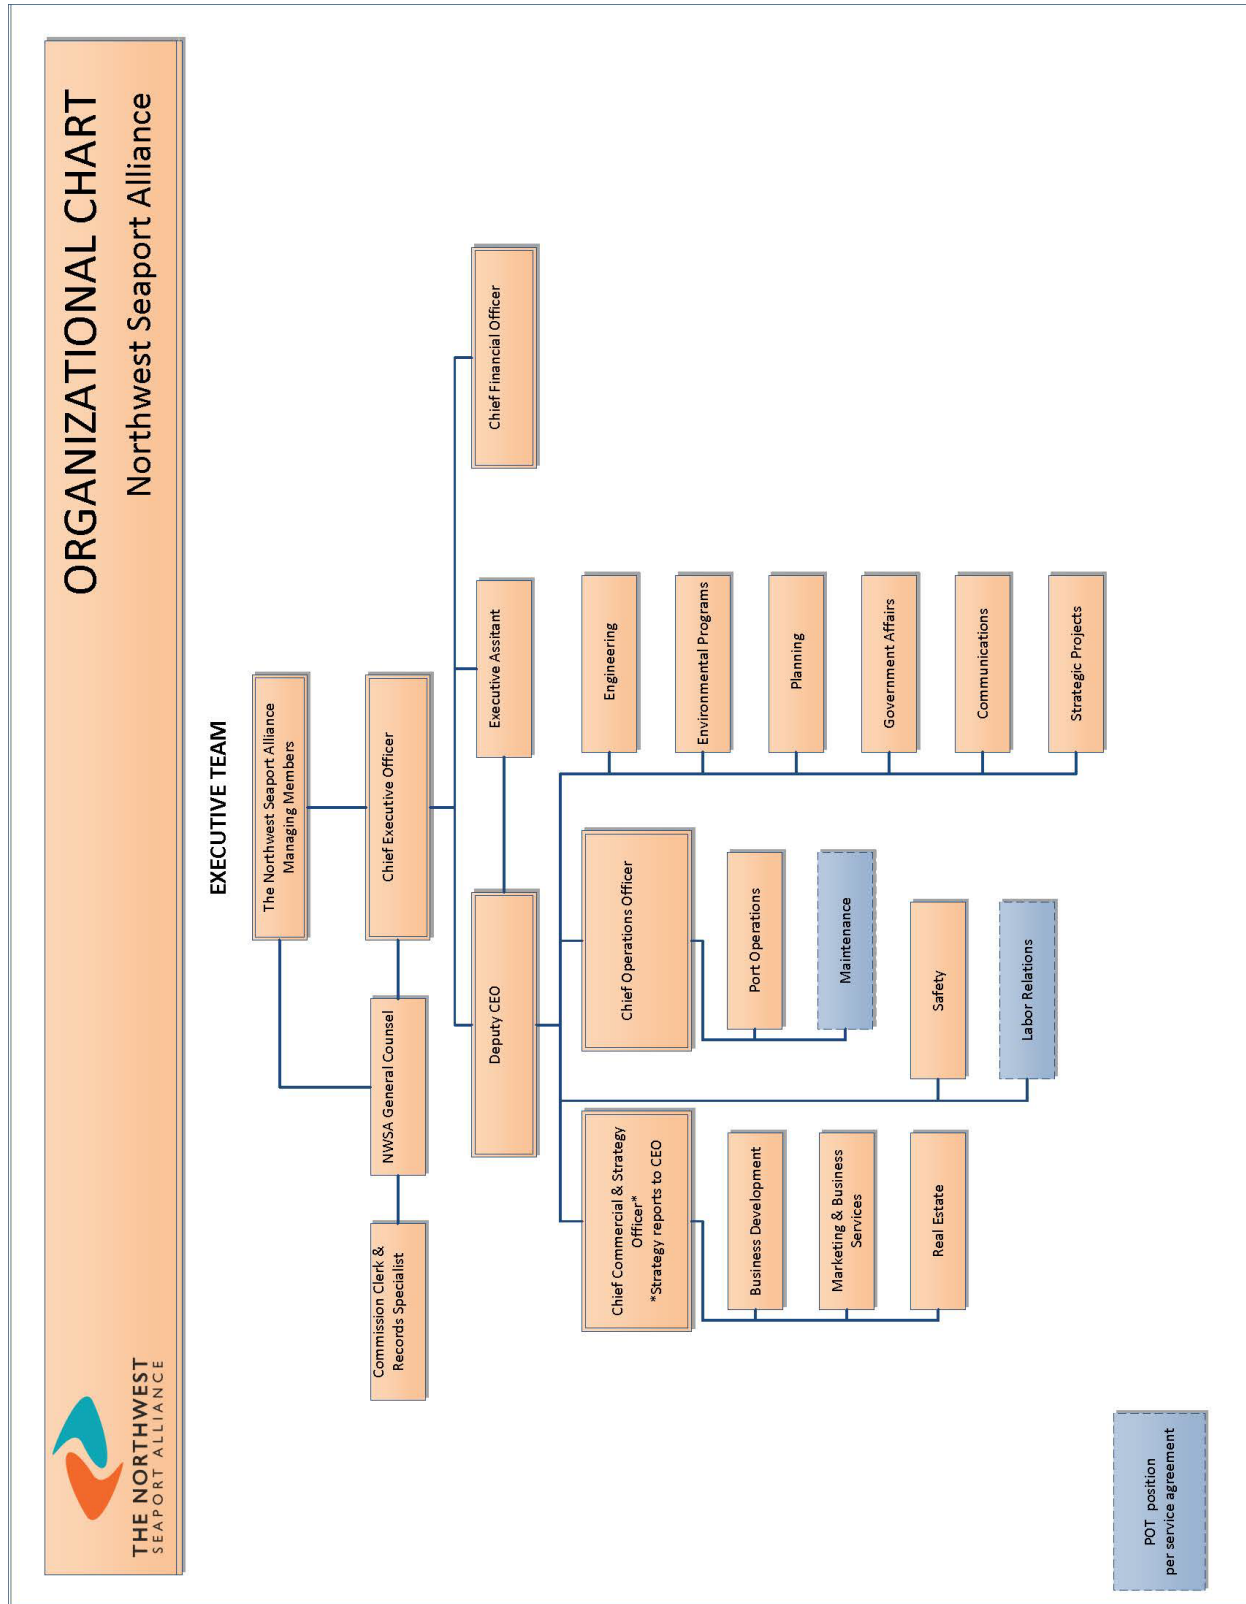 ORGANIZATIONAL CHART
Northwest Seaport Alliance
THE NORTHWEST
SEAPORT ALLIANCE
EXECUTIVE TEAM
The Northwest Seaport Alliance
Managing Members
Commission Clerk &
Records Specialist
NWSA General Counsel
Chief Executive Officer
Deputy CEO
Executive Assitant
Chief Financial Officer
Chief Commercial & Strategy
Officer*
*Strategy reports to CEO
Business Development
Marketing & Business
Services
Real Estate
Safety
Labor Relations
Chief Operations Officer
Port Operations
Maintenance
Engineering
Environmental Programs
Planning
Government Affairs
Communications
Strategic Projects
POT position
per service agreement